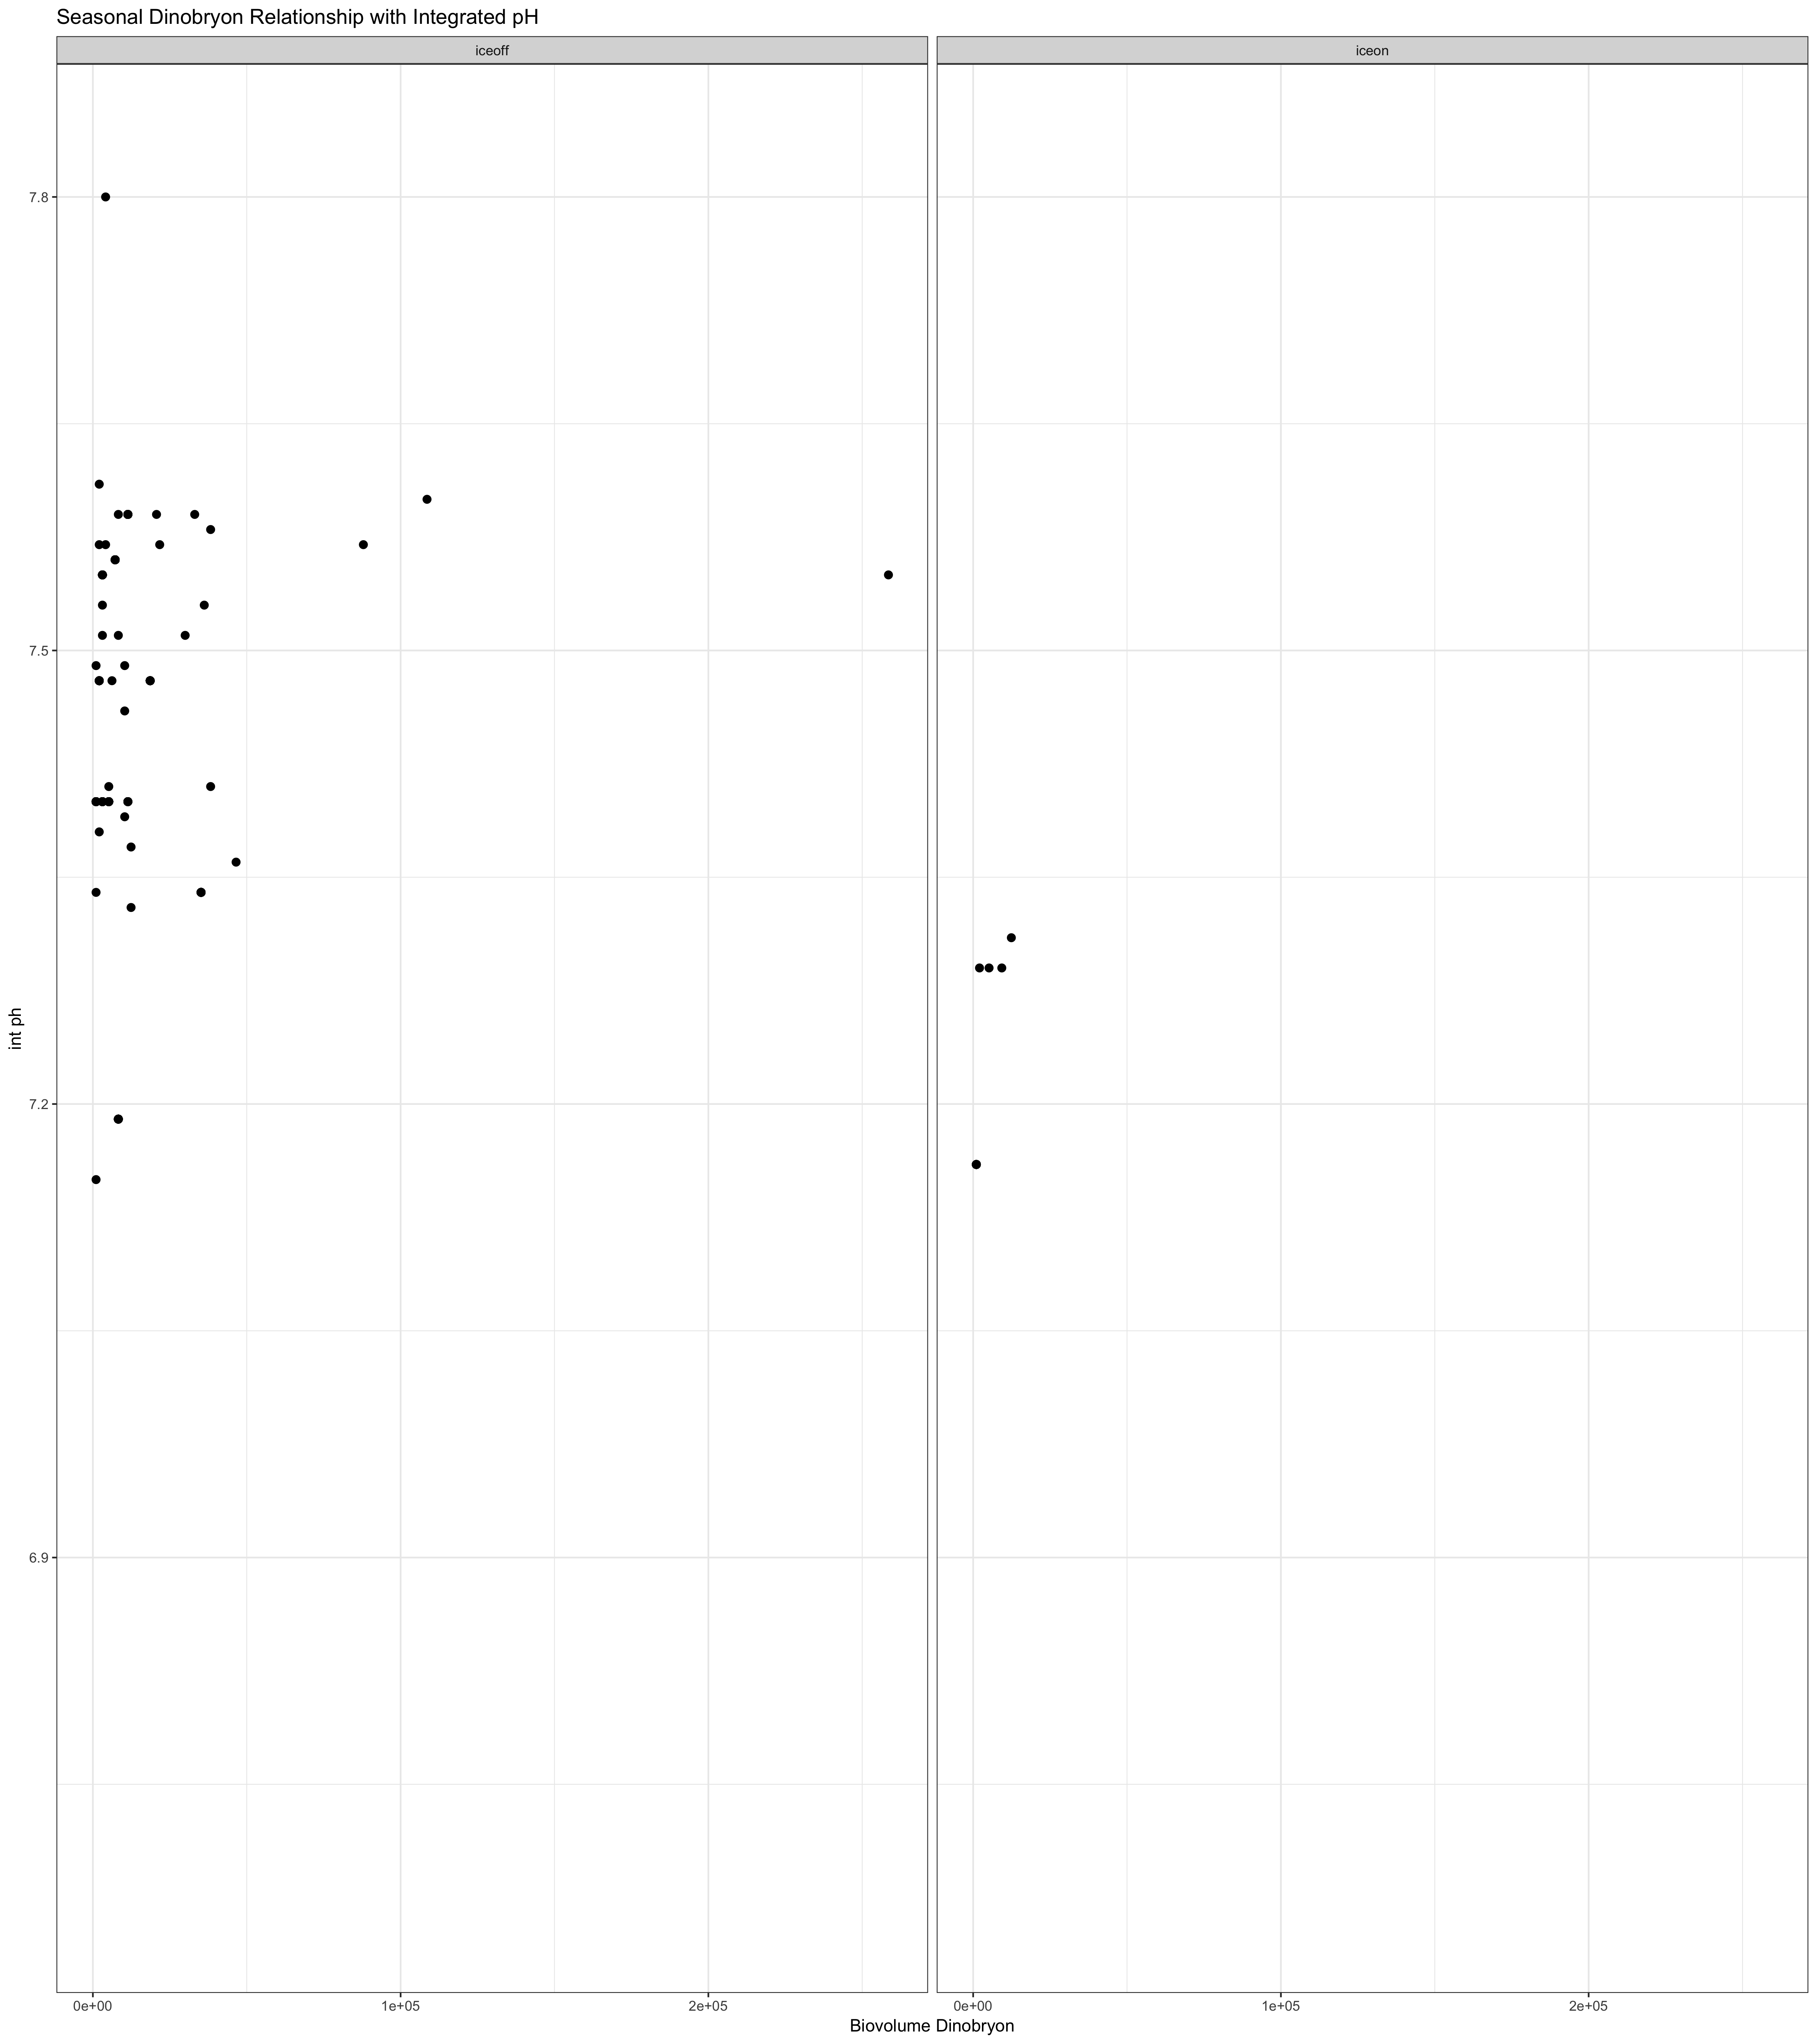 Seasonal Dinobryon Relationship with Integrated pH
iceoff
iceon
int ph
7.8
7.5
7.2
6.9
0e+00 1e+05 2e+05
0e+00 1e+05 2e+05
Biovolume Dinobryon